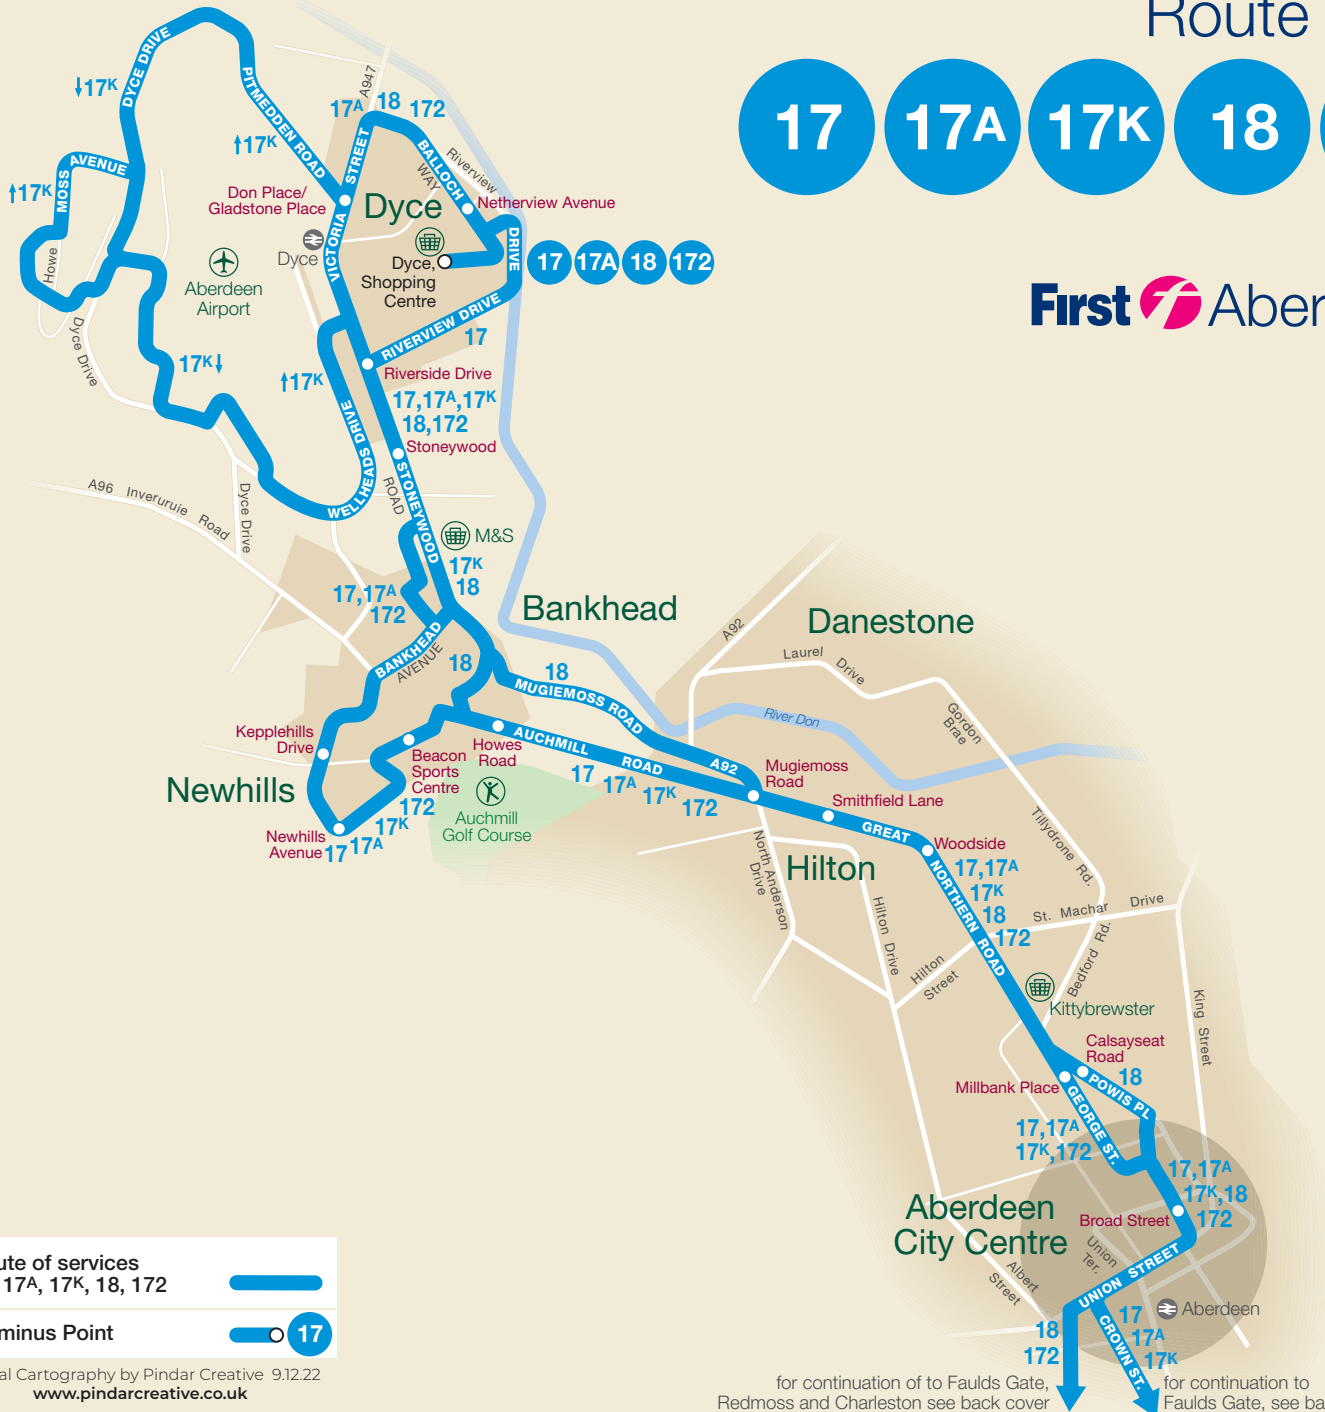 Route
17 17A 17K 18
First Aber
A947
17A 18 172
DYCE DRIVE
PITMEDDEN ROAD
↓17K
↑17K
↑17K
MOSS AVENUE
Howe
STREET
VICTORIA
BALLOCH
WAY
Riverview
DRIVE
Don Place/
Gladstone Place
Dyce
Netherview Avenue
Dyce
Dyce,
Shopping
Centre
17 17A 18 172
Aberdeen
Airport
RIVERVIEW DRIVE
17
Dyce Drive
17K↓
↑17K
Riverside Drive
17,17A,17K
18,172
WELLHEADS DRIVE
Stoneywood
STONEYWOOD
ROAD
A96 Inveruruie Road
Dyce Drive
M&S
17K
18
17,17A
172
Bankhead
Danestone
BANKHEAD
AVENUE
18
18
MUGIEMOSS ROAD
A92
Laurel Drive
Gordon
Brae
River Don
Kepplehills
Drive
Beacon
Sports
Centre
Howes
Road
AUCHMILL ROAD
A92
Mugiemoss
Road
17 17A 17K 172
Smithfield Lane
Newhills
172
17K
17A
17
Newhills
Avenue
Auchmill
Golf Course
GREAT
NORTHERN ROAD
Woodside
Tillydrone Rd.
Hilton
North Anderson
Drive
Hilton Drive
Hilton
Street
17,17A
17K
18
172
St. Machar Drive
Bedford Rd.
King Street
Kittybrewster
Calsayseat
Road
18
Millbank Place
POWIS PL
GEORGE ST.
17,17A
17K,172
17,17A
17K,18
172
Aberdeen
City Centre
Broad Street
Union
Ter.
Albert
Street
UNION STREET
CROWN ST.
Aberdeen
17
17A
17K
18
172
for continuation of to Faulds Gate,
Redmoss and Charleston see back cover
for continuation to
Faulds Gate, see ba
ute of services
17A, 17K, 18, 172
minus Point
17
al Cartography by Pindar Creative 9.12.22
www.pindarcreative.co.uk